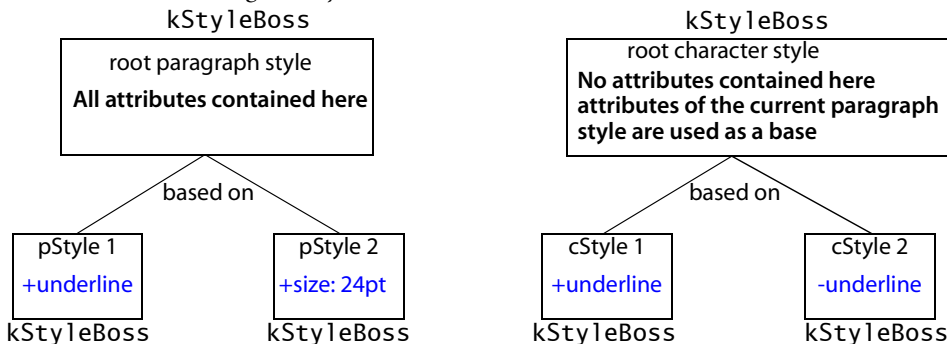 kStyleBoss
root paragraph style
All attributes contained here
based on
pStyle 1
+underline
kStyleBoss
pStyle 2
+size: 24pt
kStyleBoss
kStyleBoss
root character style
No attributes contained here
attributes of the current paragraph
style are used as a base
based on
cStyle 1
+underline
kStyleBoss
cStyle 2
-underline
kStyleBoss